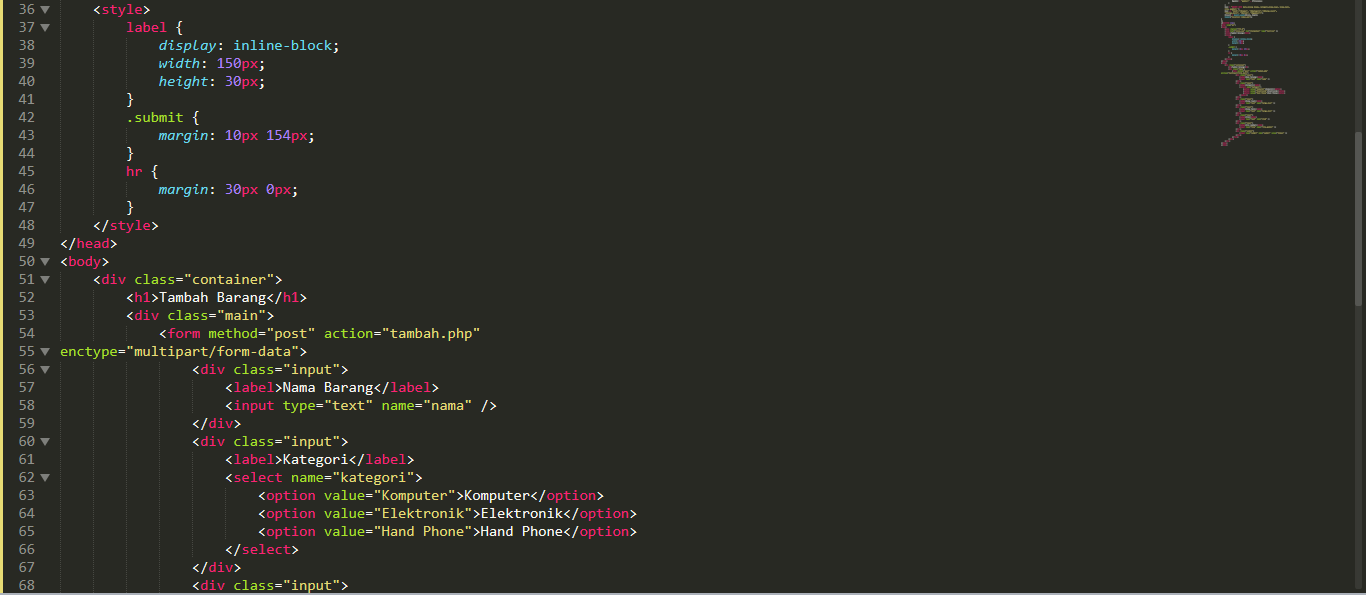 36 <style>
37 label {
38 display: inline-block;
39 width: 150px;
40 height: 30px;
41 }
42 .submit {
43 margin: 10px 154px;
44 }
45 hr {
46 margin: 30px 0px;
47 }
48 </style>
49 </head>
50 <body>
51 <div class="container">
52 <h1>Tambah Barang</h1>
53 <div class="main">
54 <form method="post" action="tambah.php"
55 enctype="multipart/form-data">
56 <div class="input">
57 <label>Nama Barang</label>
58 <input type="text" name="nama" />
59 </div>
60 <div class="input">
61 <label>Kategori</label>
62 <select name="kategori">
63 <option value="Komputer">Komputer</option>
64 <option value="Elektronik">Elektronik</option>
65 <option value="Hand Phone">Hand Phone</option>
66 </select>
67 </div>
68 <div class="input">